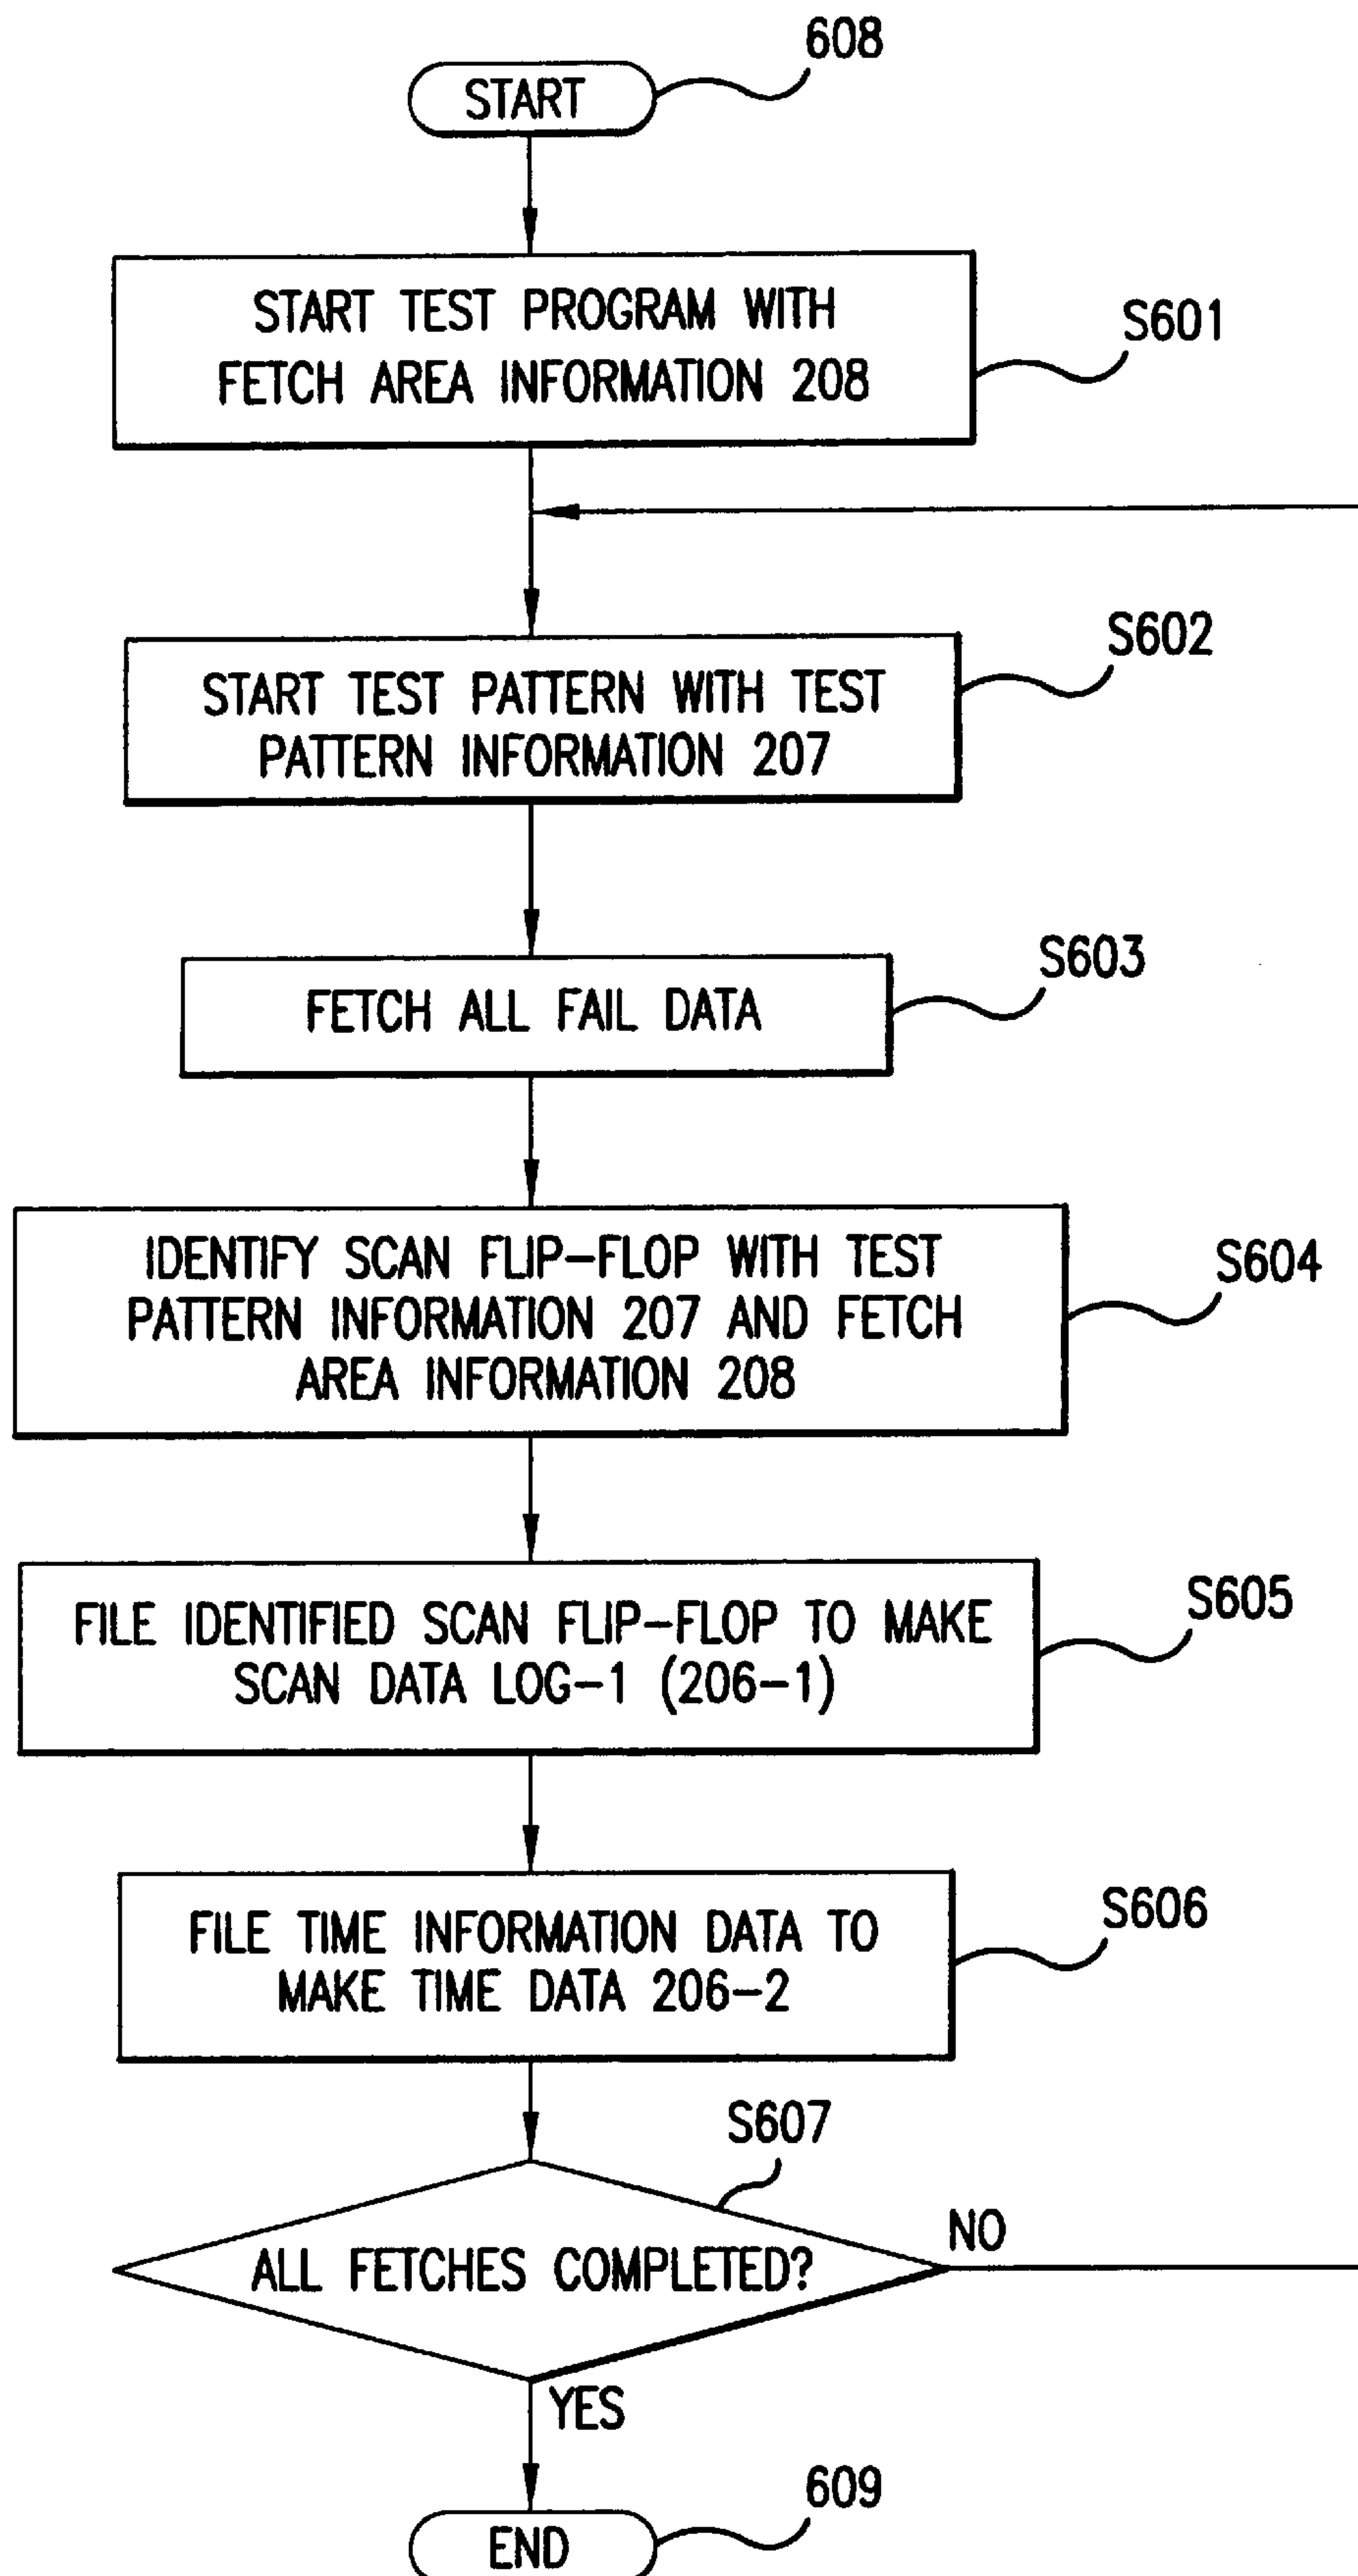 608
START
START TEST PROGRAM WITH
FETCH AREA INFORMATION 208
S601
S602
START TEST PATTERN WITH TEST
PATTERN INFORMATION 207
S603
FETCH ALL FAIL DATA
IDENTIFY SCAN FLIP-FLOP WITH TEST
PATTERN INFORMATION 207 AND FETCH
AREA INFORMATION 208
S604
FILE IDENTIFIED SCAN FLIP-FLOP TO MAKE
SCAN DATA LOG-1 (206-1)
S605
FILE TIME INFORMATION DATA TO
MAKE TIME DATA 206-2
S606
S607
ALL FETCHES COMPLETED?
NO
YES
609
END